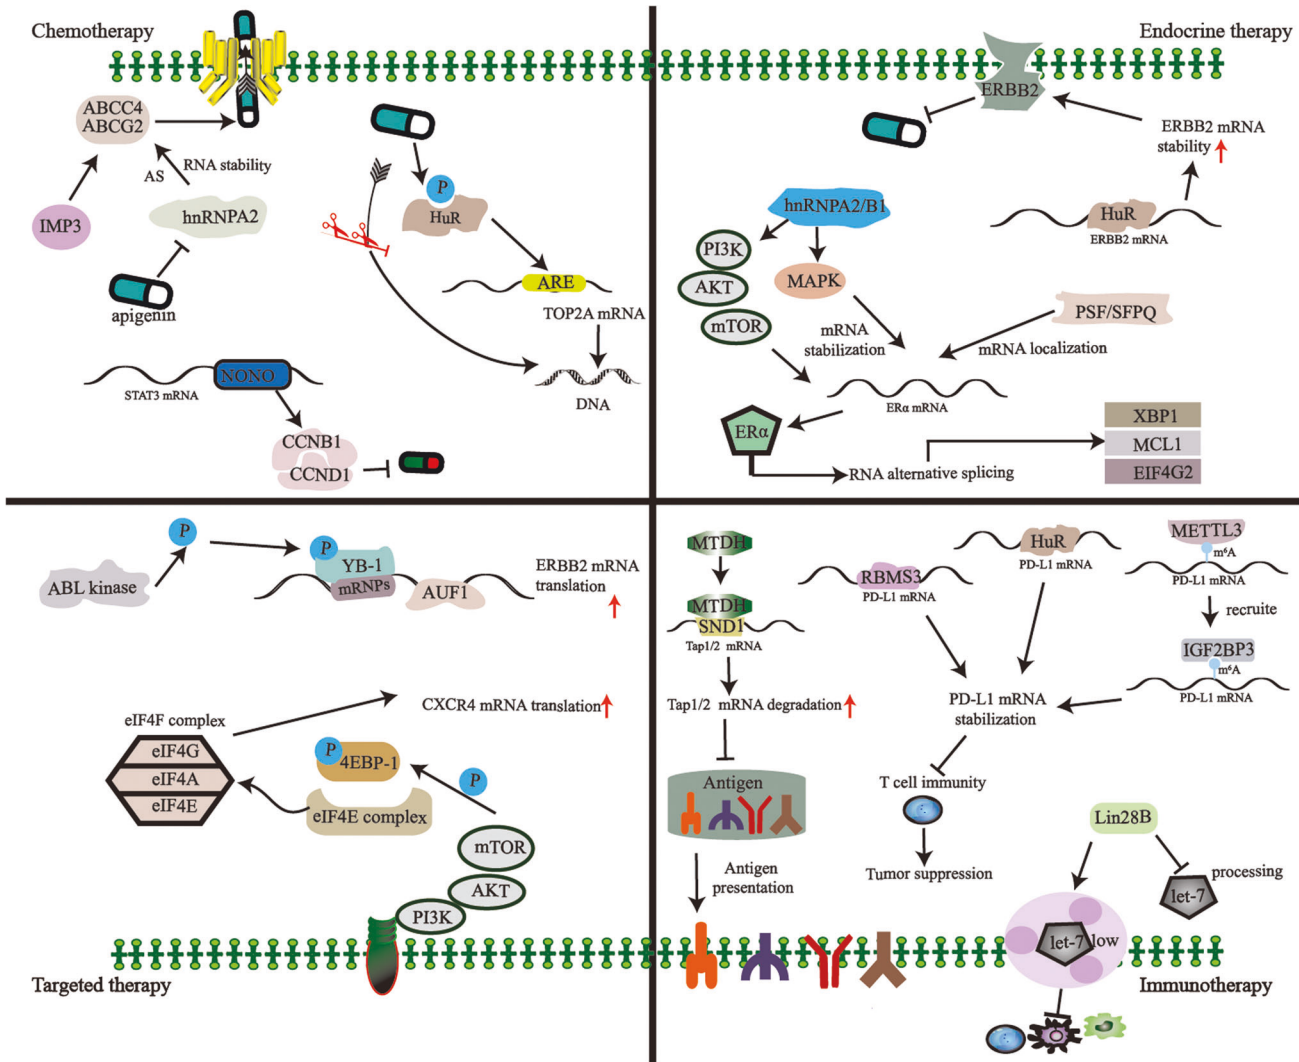 Chemotherapy
ABCC4
ABCG2
AS
RNA stability
IMP3
hnRNPA2
apigenin
P
HuR
ARE
TOP2A mRNA
DNA
NONO
STAT3 mRNA
CCNB1
CCND1
Endocrine therapy
ERBB2
ERBB2 mRNA
stability
HuR
ERBB2 mRNA
hnRNPA2/B1
PI3K
AKT
mTOR
MAPK
mRNA
stabilization
PSF/SFPQ
mRNA localization
ERα mRNA
ERα
RNA alternative splicing
XBP1
MCL1
EIF4G2
P
ABL kinase
P
YB-1
mRNPs
AUF1
ERBB2 mRNA
translation
CXCR4 mRNA translation
eIF4F complex
eIF4G
eIF4A
eIF4E
P
4EBP-1
P
eIF4E complex
mTOR
AKT
PI3K
Targeted therapy
MTDH
MTDH
SND1
Tap1/2 mRNA
Tap1/2 mRNA degradation
Antigen
Antigen
presentation
RBMS3
PD-L1 mRNA
HuR
PD-L1 mRNA
METTL3
m⁶A
PD-L1 mRNA
recruite
IGF2BP3
m⁶A
PD-L1 mRNA
PD-L1 mRNA
stabilization
T cell immunity
Tumor suppression
Lin28B
processing
let-7
let-7 low
Immunotherapy